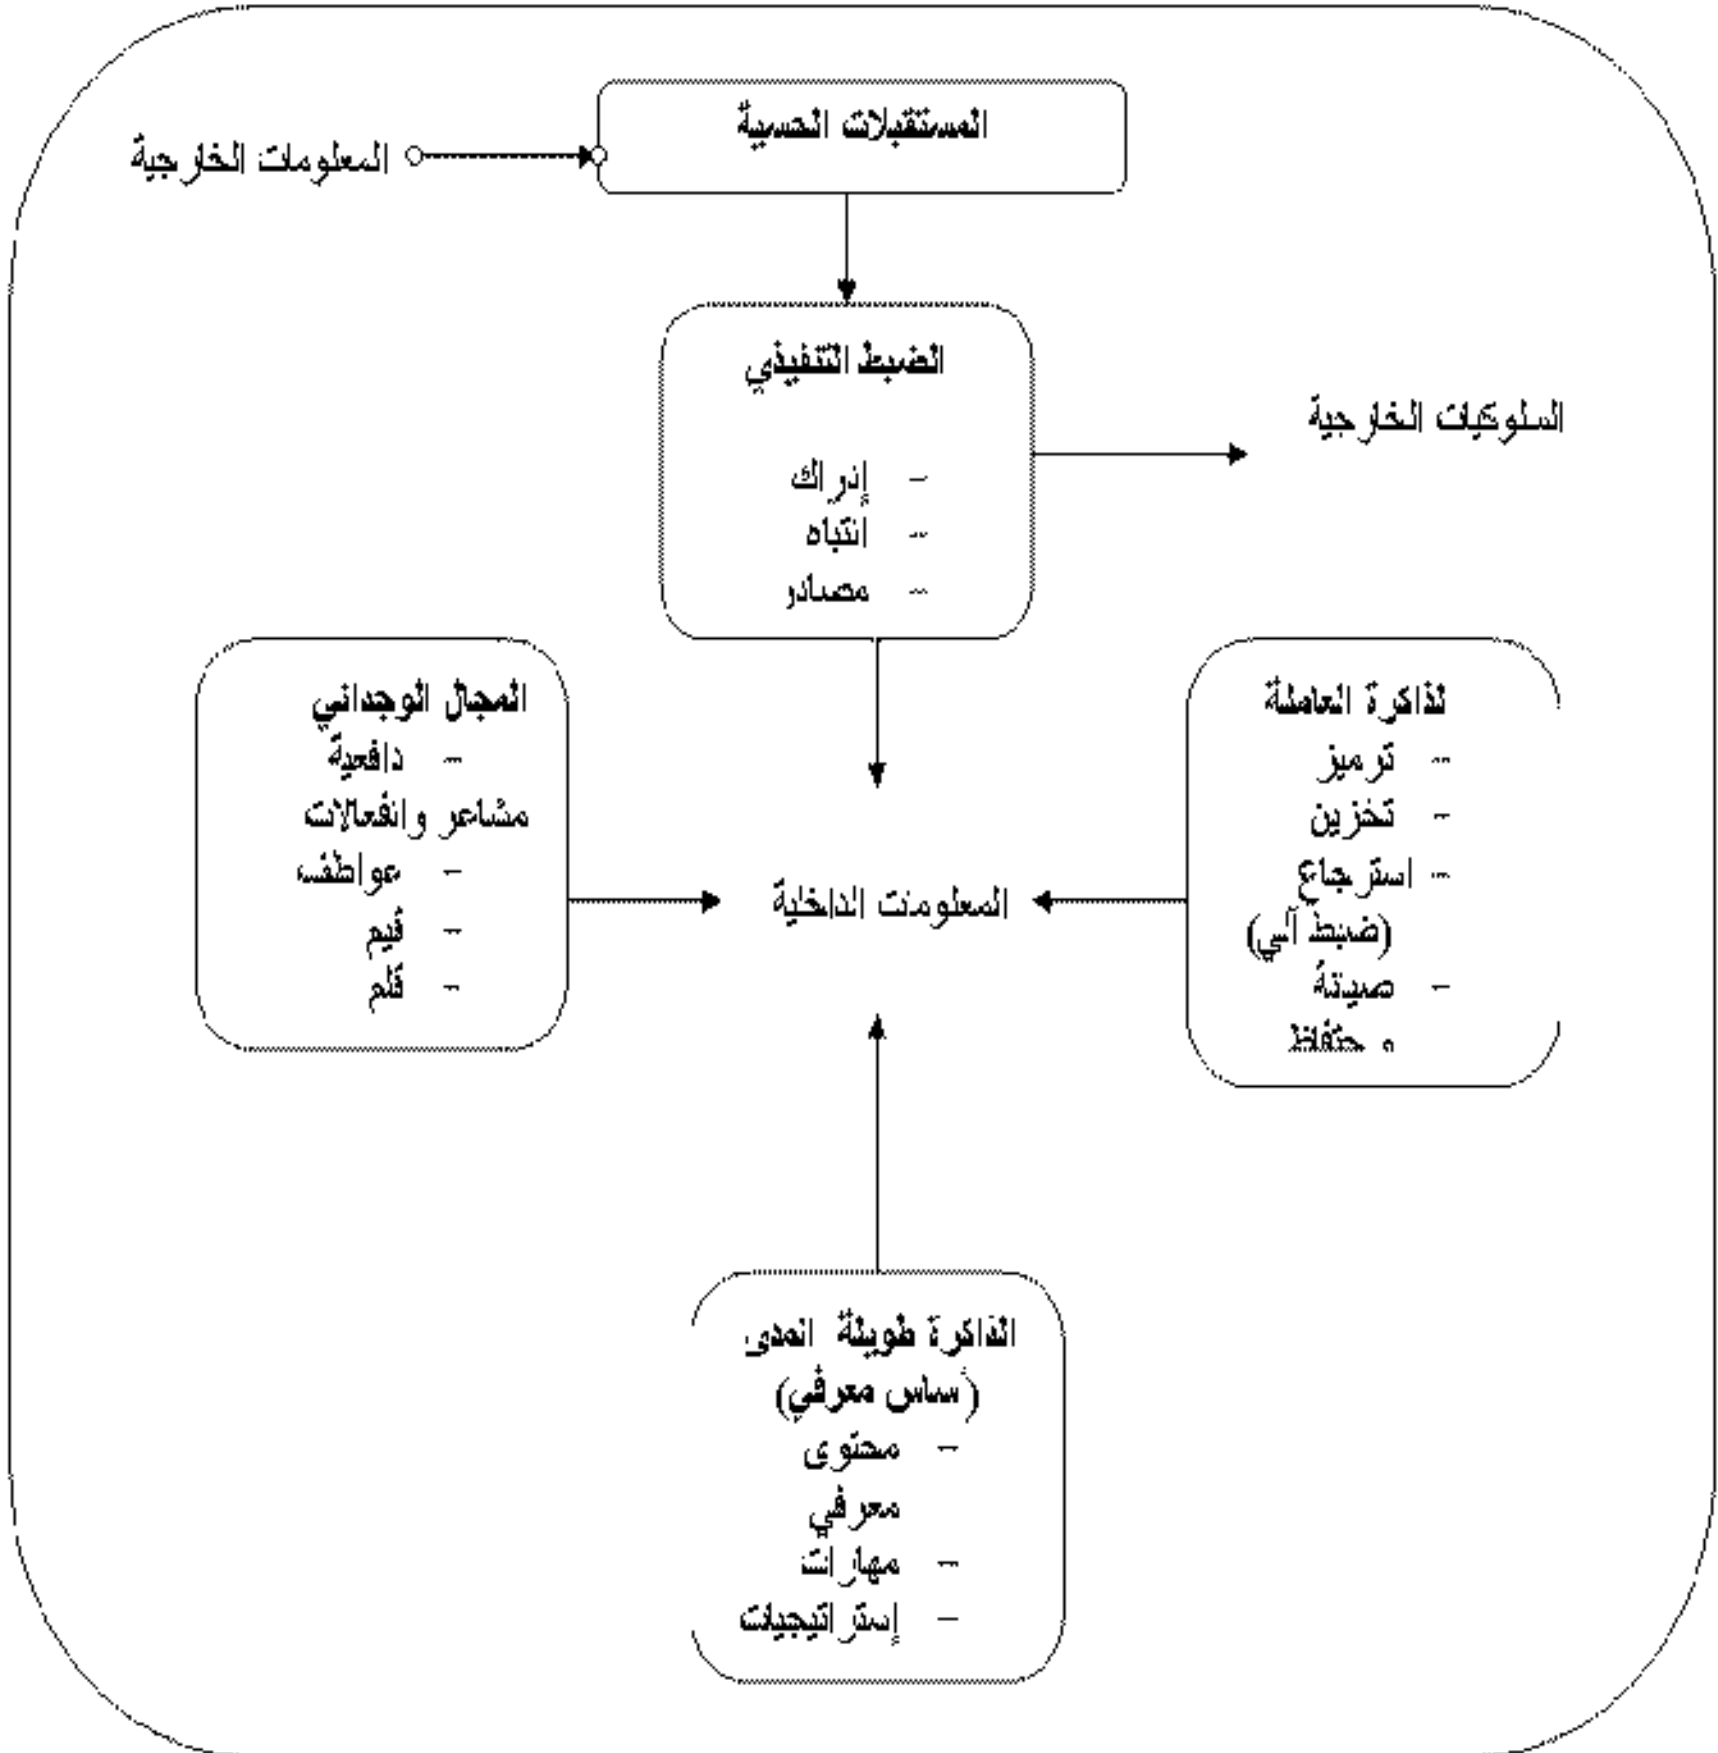 المستقبلات الحسية
المعلومات الخارجية
الضبط التنفيذي
السلوكيات الخارجية
- إدراك
- انتباه
- مصادر
المجال الوجداني
- دافعية
مشاعر وانفعالات
- عواطف
- قيم
-
لذاكرة العاملة
- ترميز
- تخزين
- استرجاع
(ضبط آلي)
- صيانة
حتفاظ
المعلومات الداخلية
الذاكرة طويلة المدى
(أساس معرفي)
- محتوى
معرفي
- مهارات
- إستراتيجيات